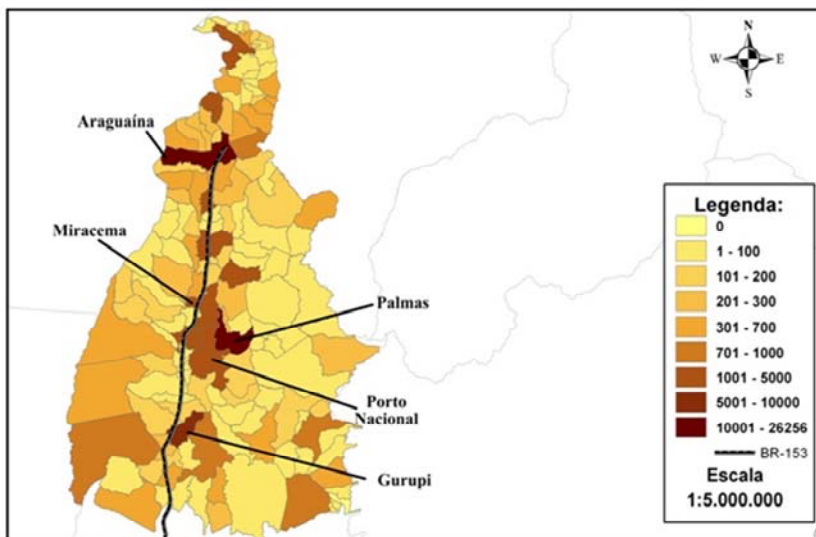 N
W E
S
Araguaína
Miracema
Palmas
Porto
Nacional
Gurupi
Legenda:
0
1 - 100
101 - 200
201 - 300
301 - 700
701 - 1000
1001 - 5000
5001 - 10000
10001 - 26256
BR-153
Escala
1:5.000.000